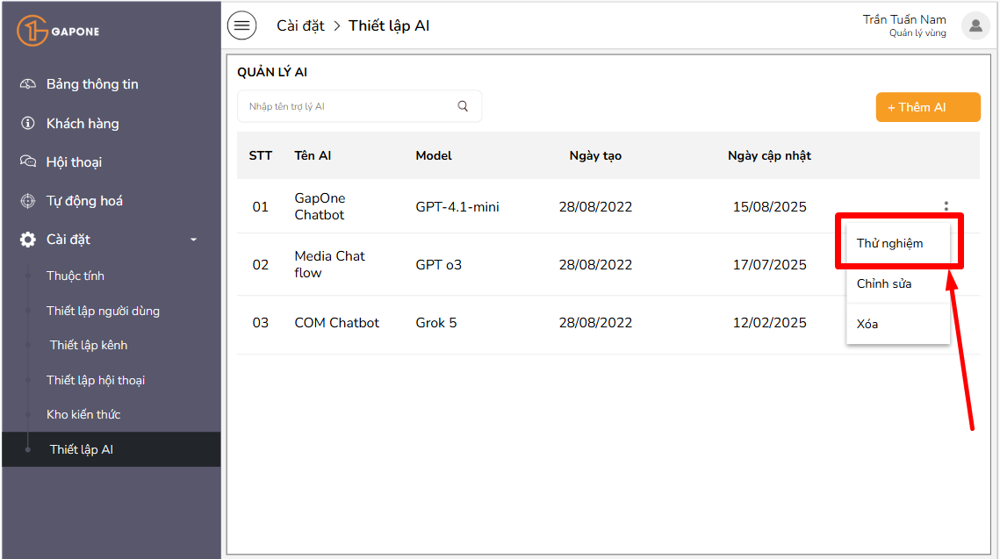 GAPONE
Cài đặt > Thiết lập AI
Trần Tuấn Nam
Quản lý vùng
Bảng thông tin
Khách hàng
Hội thoại
Tự động hoá
Cài đặt
Thuộc tính
Thiết lập người dùng
Thiết lập kênh
Thiết lập hội thoại
Kho kiến thức
Thiết lập AI
QUẢN LÝ AI
Nhập tên trợ lý AI
+ Thêm AI
STT Tên AI Model Ngày tạo Ngày cập nhật
01 GapOne Chatbot GPT-4.1-mini 28/08/2022 15/08/2025
02 Media Chat flow GPT o3 28/08/2022 17/07/2025
03 COM Chatbot Grok 5 28/08/2022 12/02/2025
Thử nghiệm
Chỉnh sửa
Xóa